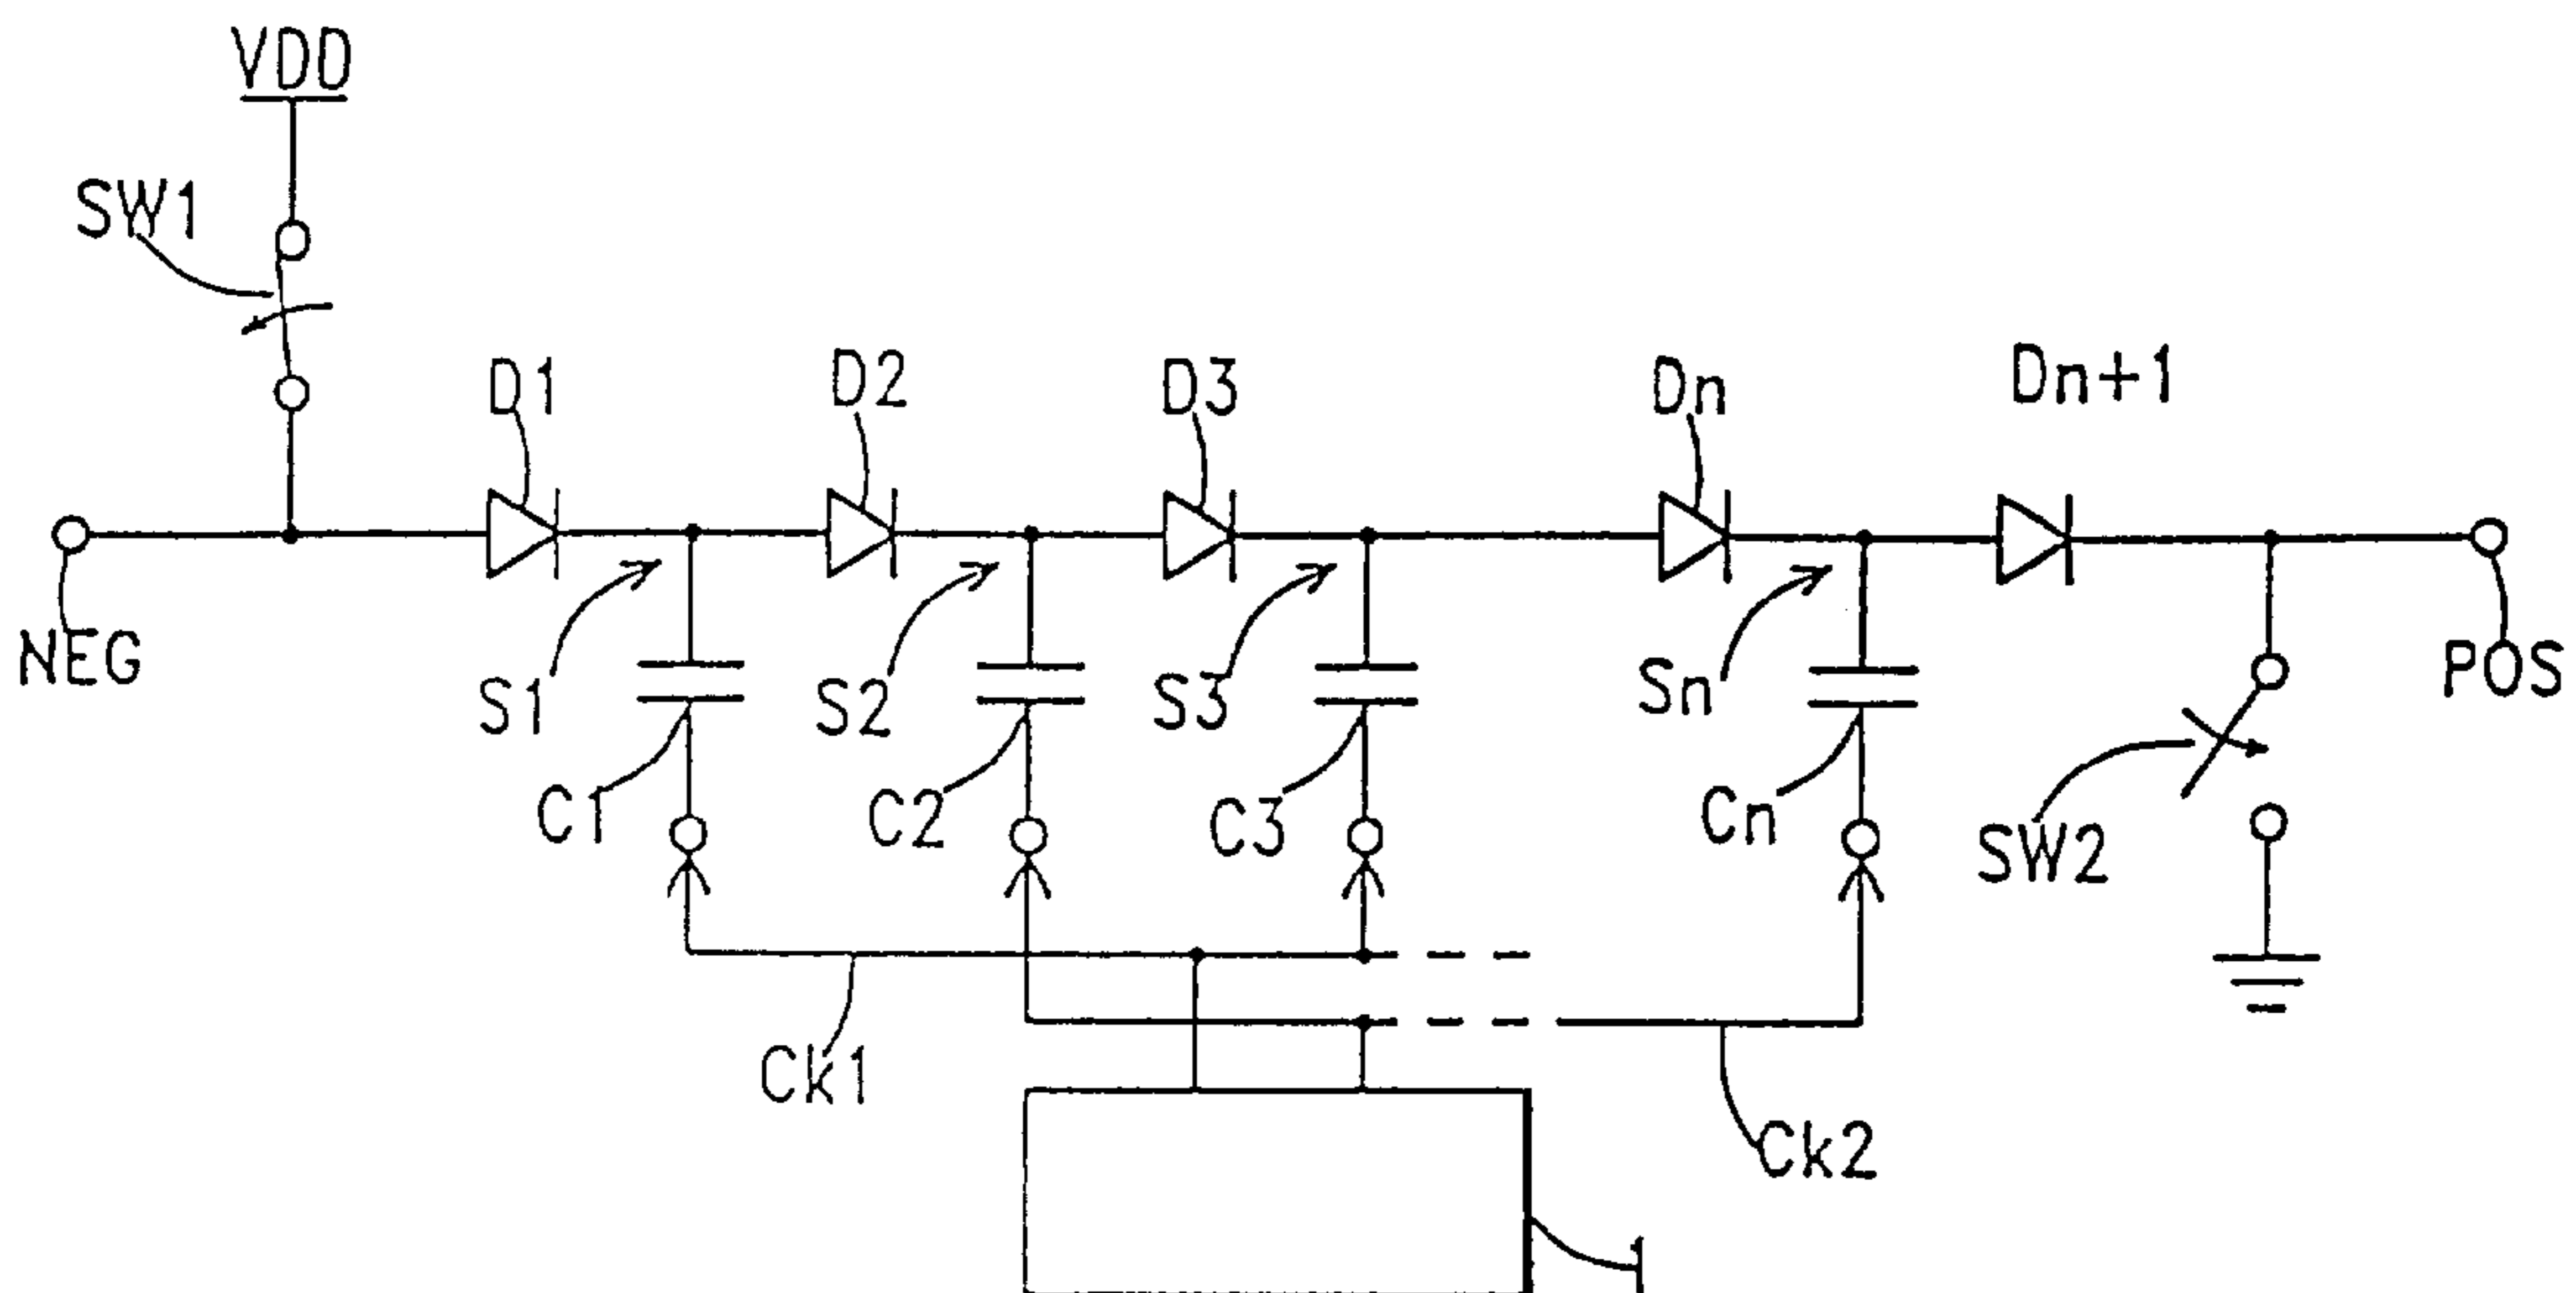 VDD
SW1
D1
D2
D3
Dn
Dn+1
NEG
S1
S2
S3
Sn
POS
C1
C2
C3
Cn
SW2
Ck1
Ck2
1